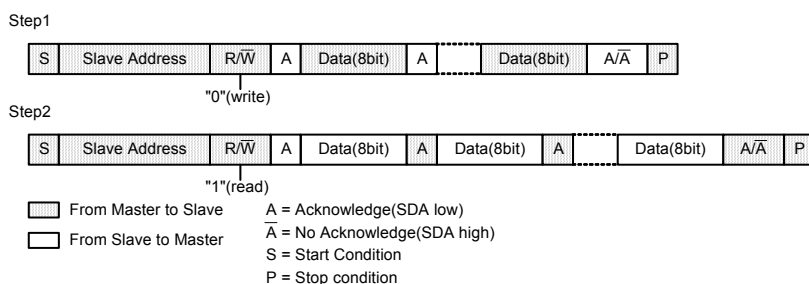 Step1
S Slave Address R/W̅ A Data(8bit) A Data(8bit) A/A̅ P
"0"(write)
Step2
S Slave Address R/W̅ A Data(8bit) A Data(8bit) A Data(8bit) A/A̅ P
"1"(read)
From Master to Slave
From Slave to Master
A = Acknowledge(SDA low)
A̅ = No Acknowledge(SDA high)
S = Start Condition
P = Stop condition